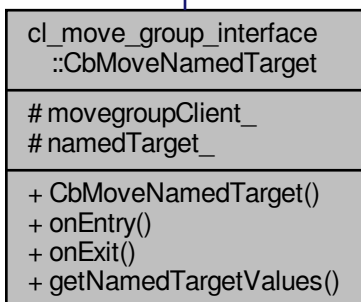 cl_move_group_interface
::CbMoveNamedTarget
# movegroupClient_
# namedTarget_
+ CbMoveNamedTarget()
+ onEntry()
+ onExit()
+ getNamedTargetValues()